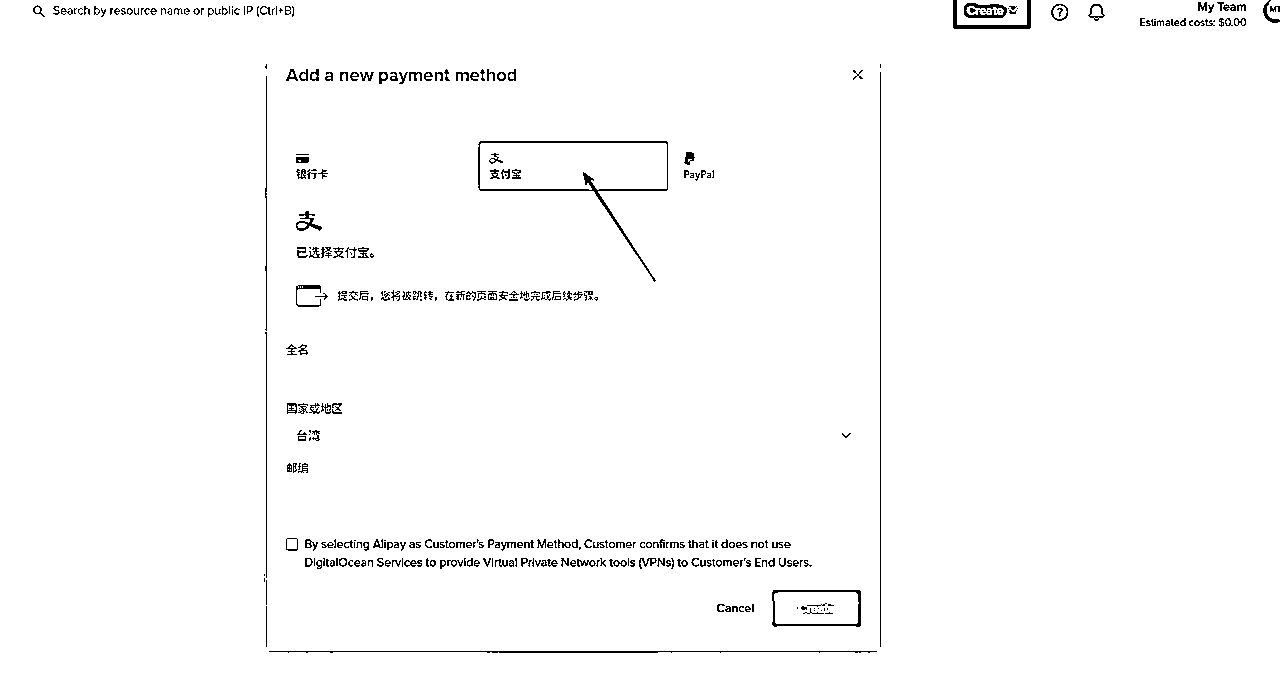 Search by resource name or public IP (Ctrl+B)
Create
My Team
Estimated costs: $0.00
Add a new payment method
银行卡
支
支付宝
PayPal
支
已选择支付宝。
提交后，您将被跳转，在新的页面安全地完成后续步骤。
全名
国家或地区
台湾
邮编
By selecting Alipay as Customer's Payment Method, Customer confirms that it does not use
DigitalOcean Services to provide Virtual Private Network tools (VPNs) to Customer's End Users.
Cancel